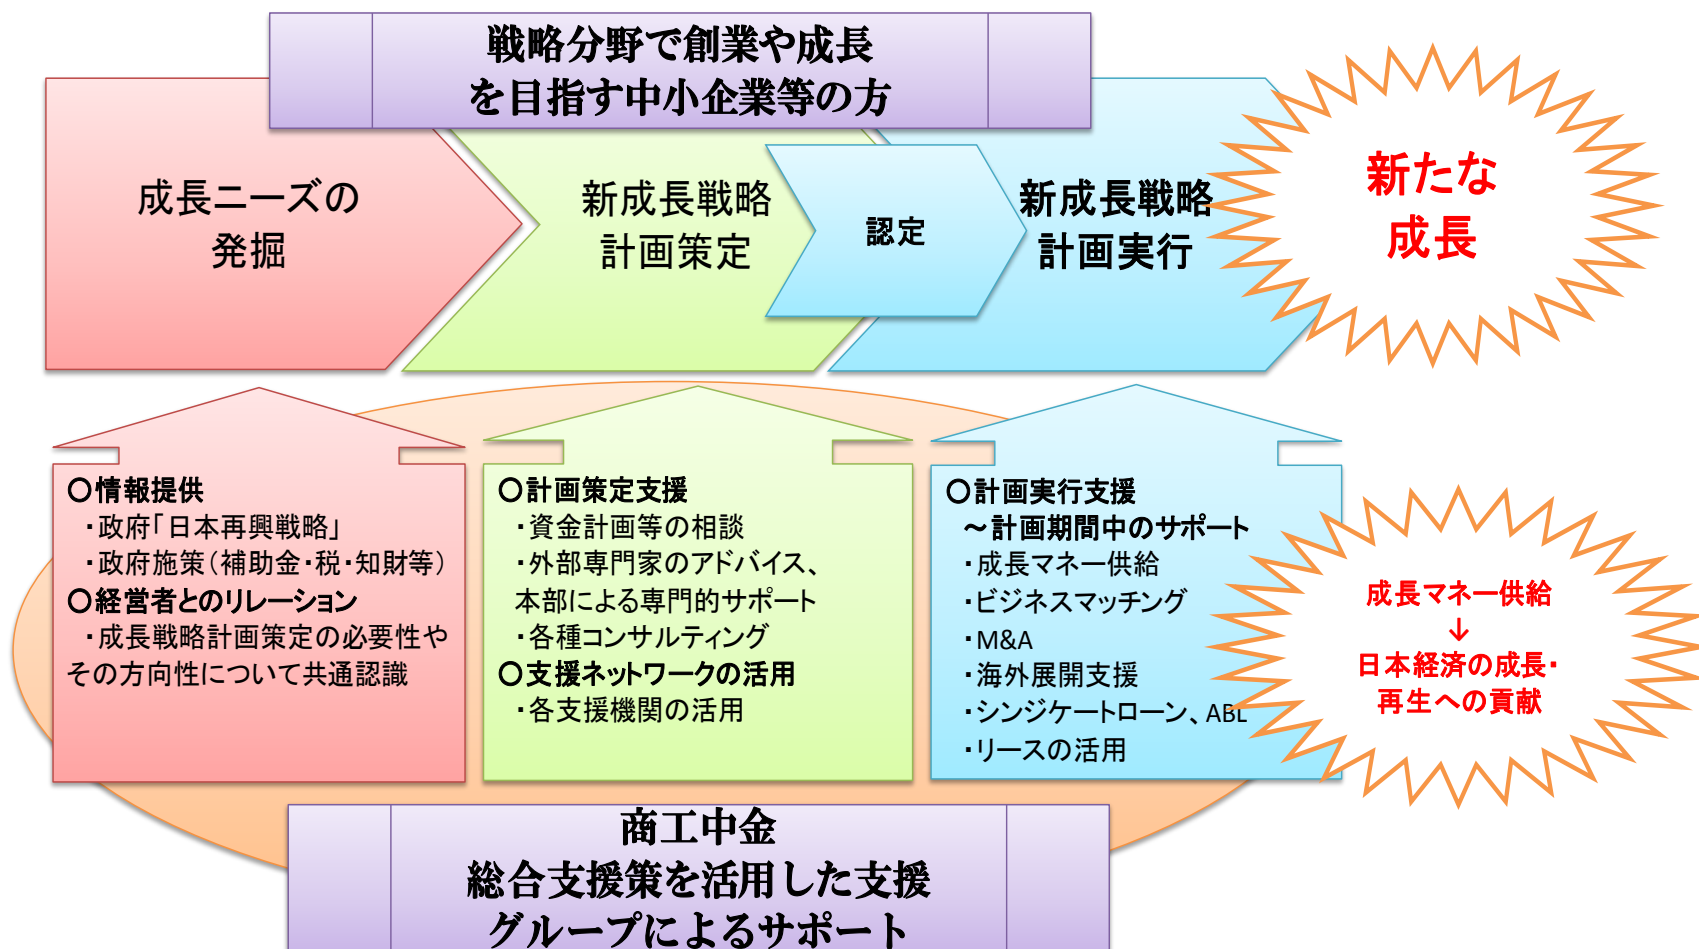 戦略分野で創業や成長
を目指す中小企業等の方
成長ニーズの
発掘
新成長戦略
計画策定
認定
新成長戦略
計画実行
新たな
成長
○情報提供
・政府「日本再興戦略」
・政府施策（補助金・税・知財等）
○経営者とのリレーション
・成長戦略計画策定の必要性や
その方向性について共通認識
○計画策定支援
・資金計画等の相談
・外部専門家のアドバイス、
本部による専門的サポート
・各種コンサルティング
○支援ネットワークの活用
・各支援機関の活用
○計画実行支援
～計画期間中のサポート
・成長マネー供給
・ビジネスマッチング
・M&A
・海外展開支援
・シンジケートローン、ABL
・リースの活用
成長マネー供給
↓
日本経済の成長・
再生への貢献
商工中金
総合支援策を活用した支援
グループによるサポート